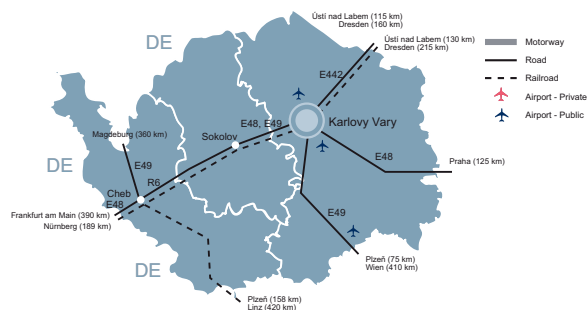 Ústí nad Labem (115 km)
Dresden (160 km)
Ústí nad Labem (130 km)
Dresden (215 km)
DE
E442
Motorway
Road
Railroad
Airport - Private
Airport - Public
Karlovy Vary
E48, E49
Sokolov
Magdeburg (360 km)
DE
E49
R6
E48
Praha (125 km)
Cheb
E48
Frankfurt am Main (390 km)
Nürnberg (189 km)
E49
DE
Plzeň (75 km)
Wien (410 km)
Plzeň (158 km)
Linz (420 km)